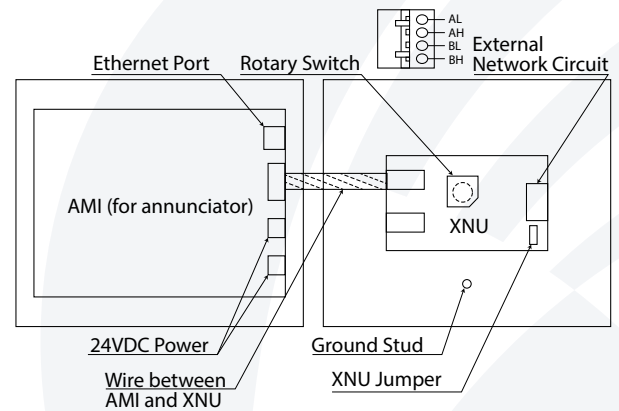 AL
AH
BL
BH
External
Network Circuit
Ethernet Port
Rotary Switch
AMI (for annunciator)
XNU
24VDC Power
Ground Stud
Wire between
AMI and XNU
XNU Jumper